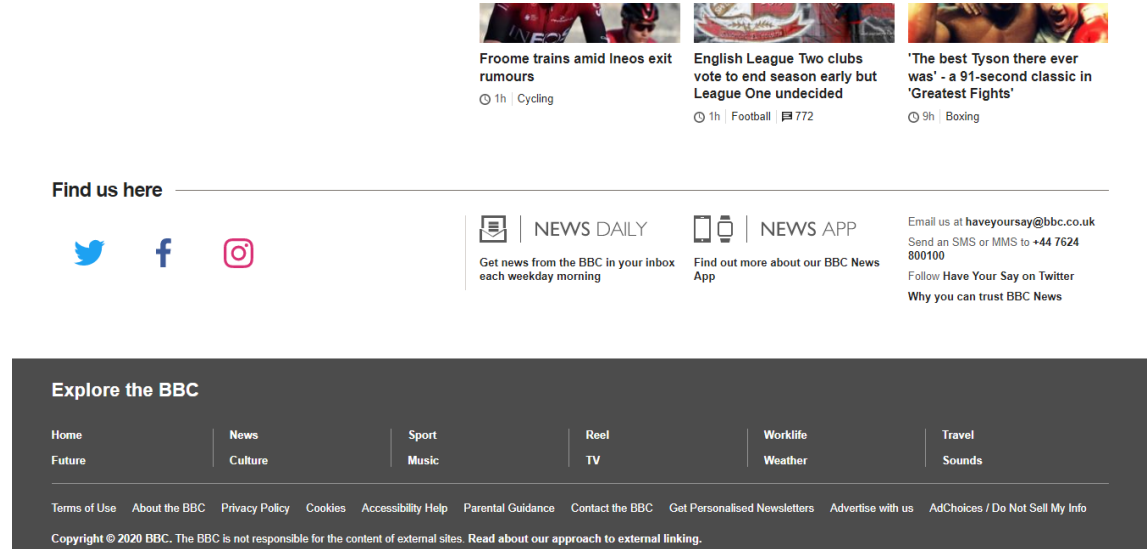 INEOS
Froome trains amid Ineos exit
rumours
1h Cycling
English League Two clubs
vote to end season early but
League One undecided
1h Football 772
'The best Tyson there ever
was' - a 91-second classic in
'Greatest Fights'
9h Boxing
Find us here
NEWS DAILY
Get news from the BBC in your inbox
each weekday morning
NEWS APP
Find out more about our BBC News
App
Email us at haveyoursay@bbc.co.uk
Send an SMS or MMS to +44 7624
800100
Follow Have Your Say on Twitter
Why you can trust BBC News
Explore the BBC
Home News Sport Reel Worklife Travel
Future Culture Music TV Weather Sounds
Terms of Use About the BBC Privacy Policy Cookies Accessibility Help Parental Guidance Contact the BBC Get Personalised Newsletters Advertise with us AdChoices / Do Not Sell My Info
Copyright © 2020 BBC. The BBC is not responsible for the content of external sites. Read about our approach to external linking.